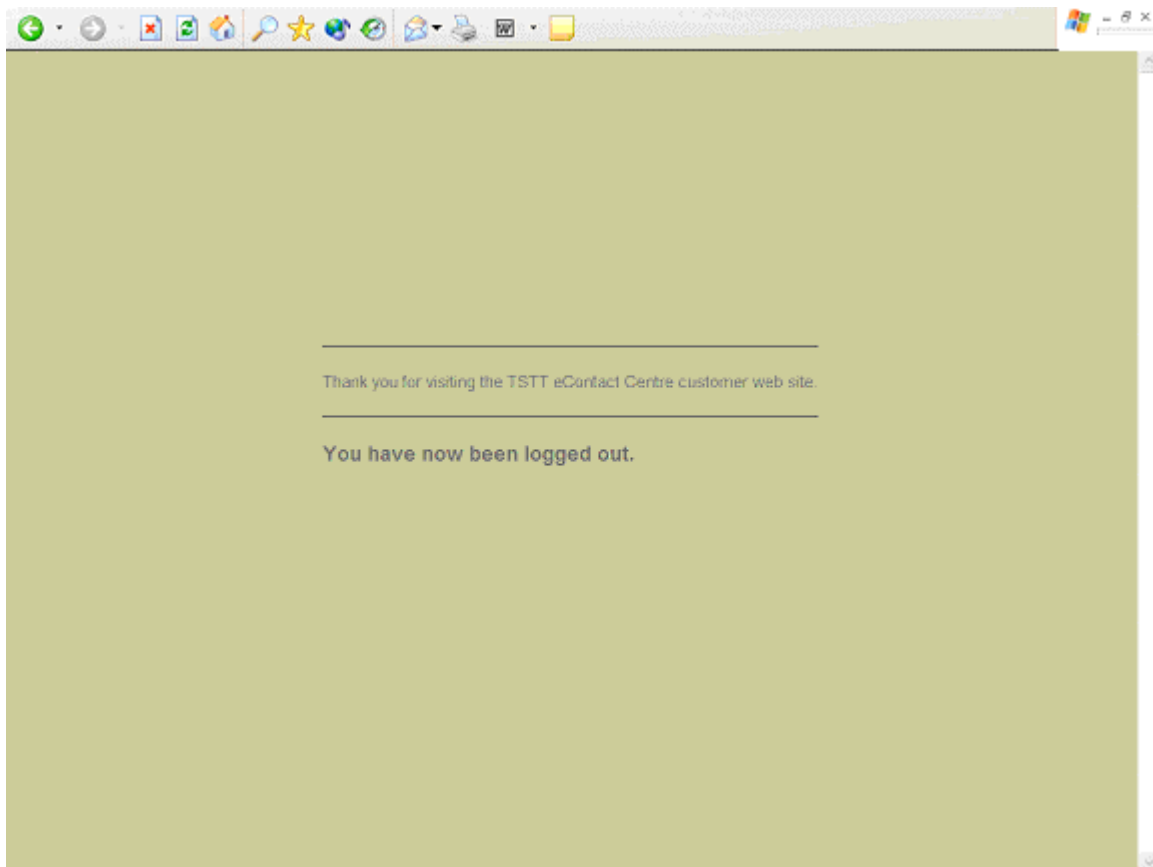 Thank you for visiting the TSTT eContact Centre customer web site.
You have now been logged out.